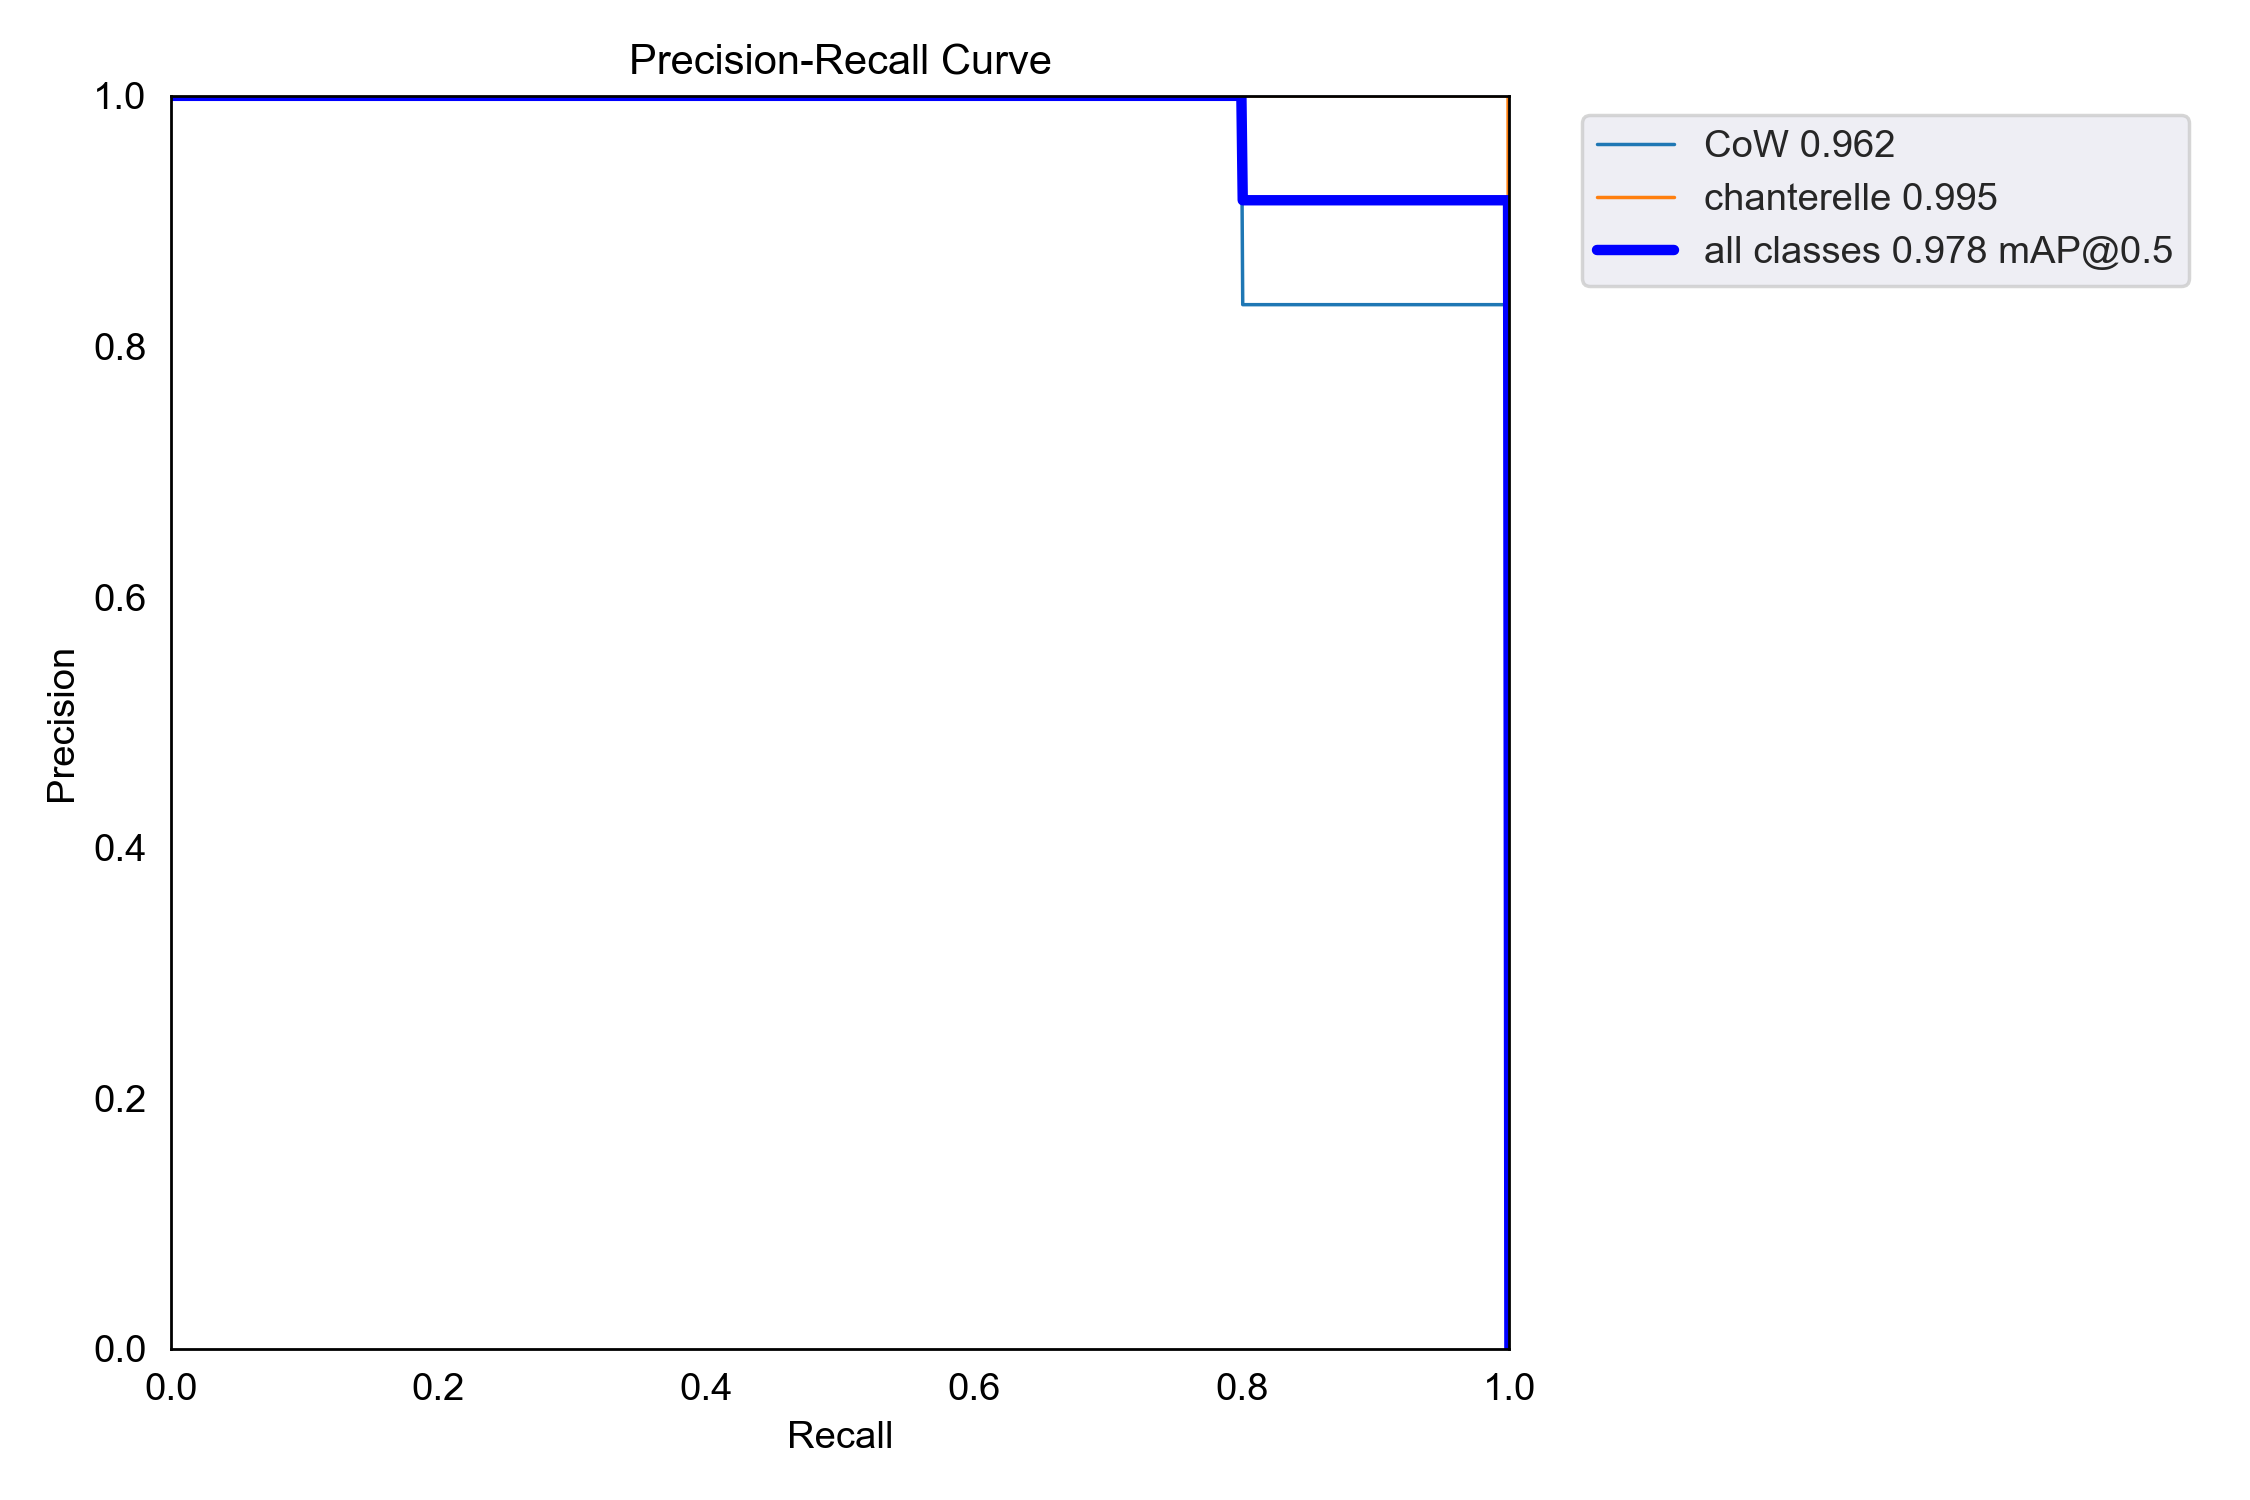 Precision-Recall Curve
1.0
0.8
0.6
0.4
0.2
0.0
Precision
0.0 0.2 0.4 0.6 0.8 1.0
Recall
CoW 0.962
chanterelle 0.995
all classes 0.978 mAP@0.5